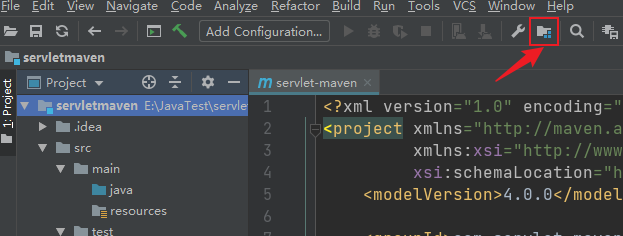 File Edit View Navigate Code Analyze Refactor Build Run Tools VCS Window Help
Add Configuration...
servletmaven
1: Project
Project
servlet-maven
servletmaven E:\JavaTest\servle
.idea
src
main
java
resources
test
1 <?xml version="1.0" encoding="
2 <project xmlns="http://maven.a
3 xmlns:xsi="http://www
4 xsi:schemaLocation="h
5 <modelVersion>4.0.0</model
6